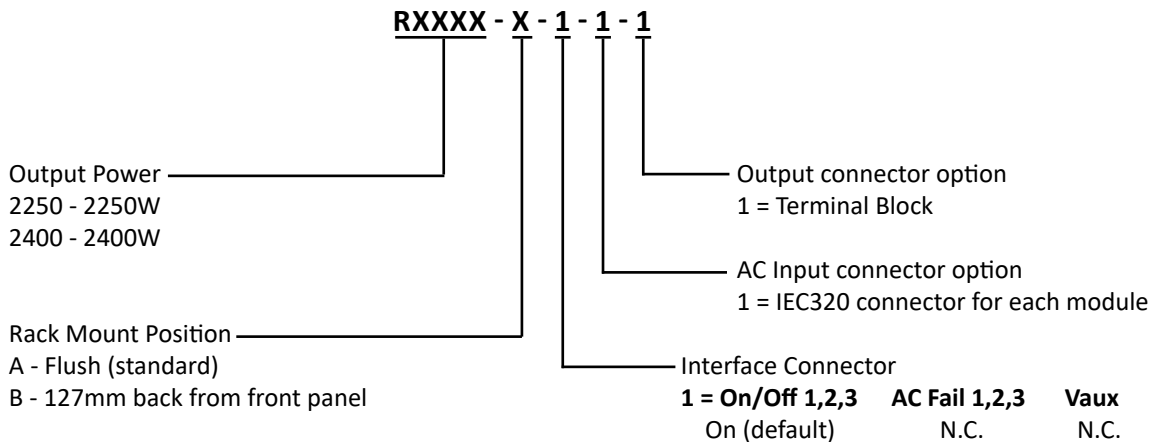 RXXXX - X - 1 - 1 - 1
Output Power
2250 - 2250W
2400 - 2400W
Rack Mount Position
A - Flush (standard)
B - 127mm back from front panel
Output connector option
1 = Terminal Block
AC Input connector option
1 = IEC320 connector for each module
Interface Connector
1 = On/Off 1,2,3 AC Fail 1,2,3 Vaux
On (default) N.C. N.C.